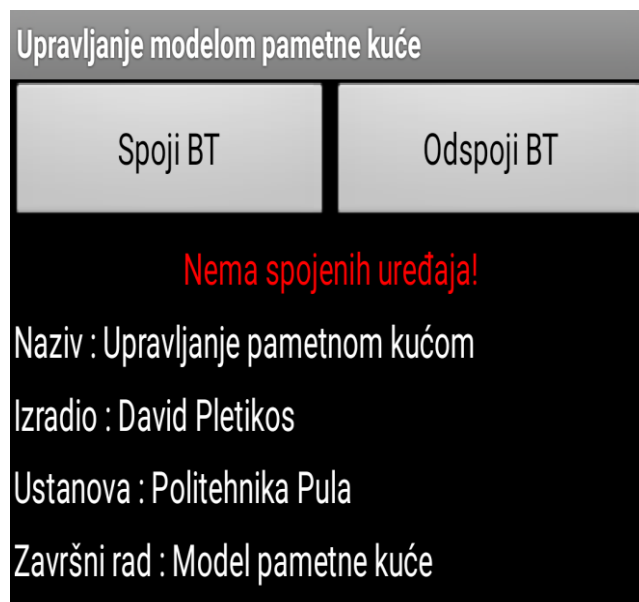 Upravljanje modelom pametne kuće
Spoji BT
Odspoji BT
Nema spojenih uređaja!
Naziv : Upravljanje pametnom kućom
Izradio : David Pletikos
Ustanova : Politehnika Pula
Završni rad : Model pametne kuće